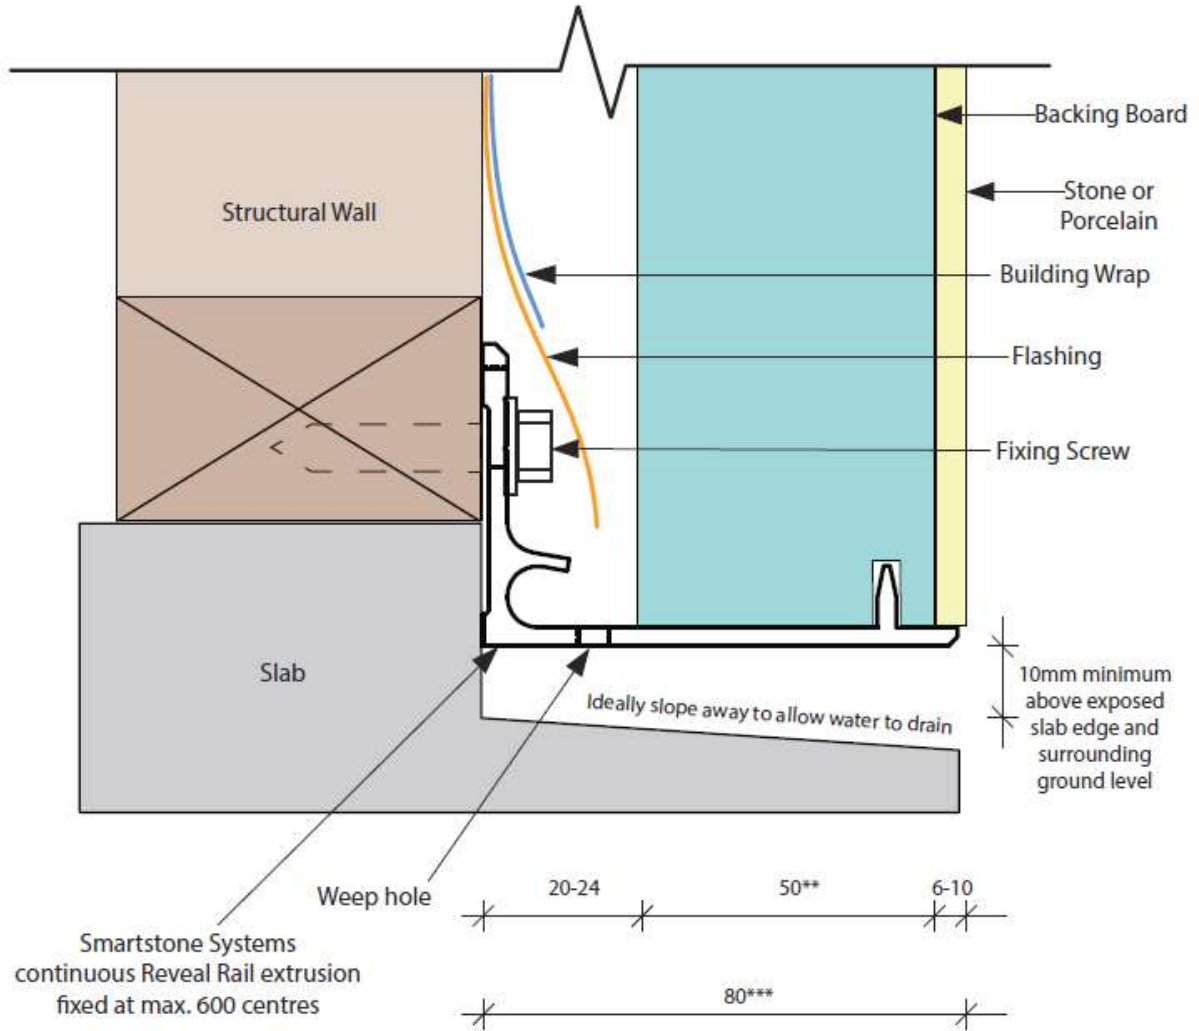 Backing Board
Stone or
Porcelain
Structural Wall
Building Wrap
Flashing
Fixing Screw
Slab
10mm minimum
above exposed
slab edge and
surrounding
ground level
Ideally slope away to allow water to drain
Weep hole
20-24
50**
6-10
Smartstone Systems
continuous Reveal Rail extrusion
fixed at max. 600 centres
80***